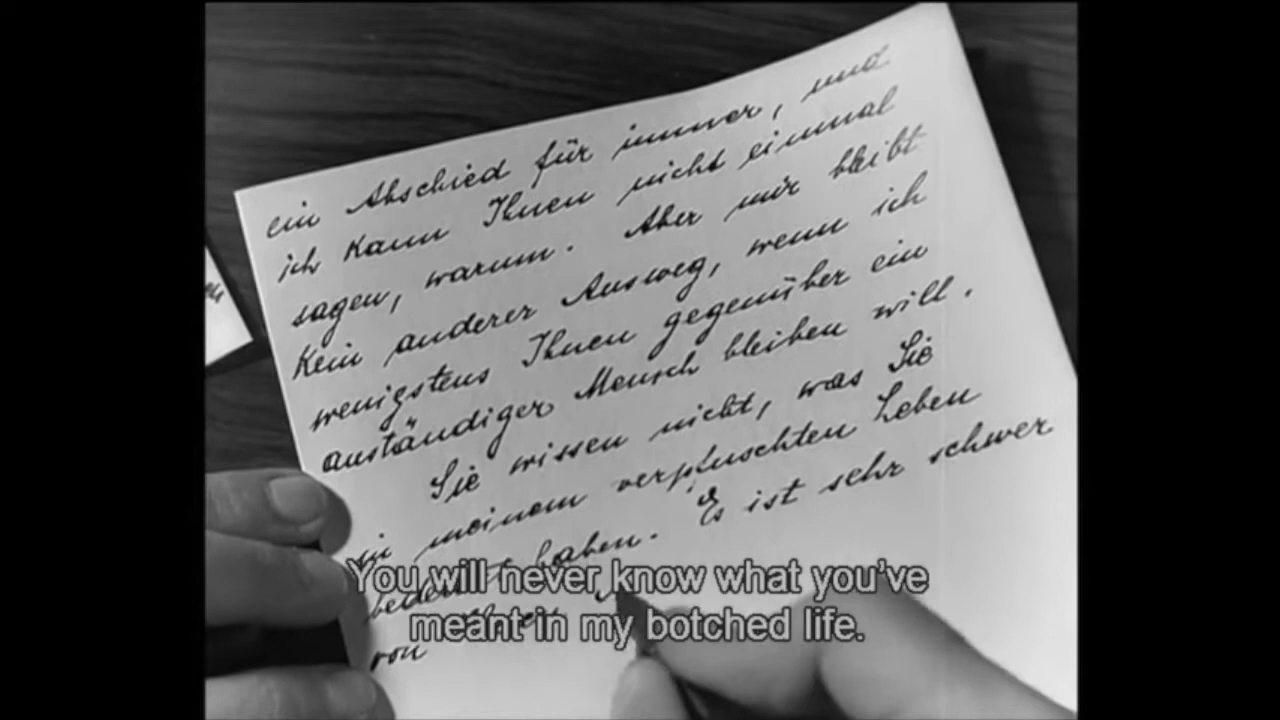 ein Abschied für immer, und
ich kann Ihnen nicht einmal
sagen, warum. Aber mir bleibt
kein anderer Ausweg, wenn ich
wenigstens Ihnen gegenüber ein
anständiger Mensch bleiben will.
Sie wissen nicht, was Sie
in meinem verpfuschten Leben
bedeutet haben. Es ist sehr schwer
von Ihnen
You will never know what you've
meant in my botched life.